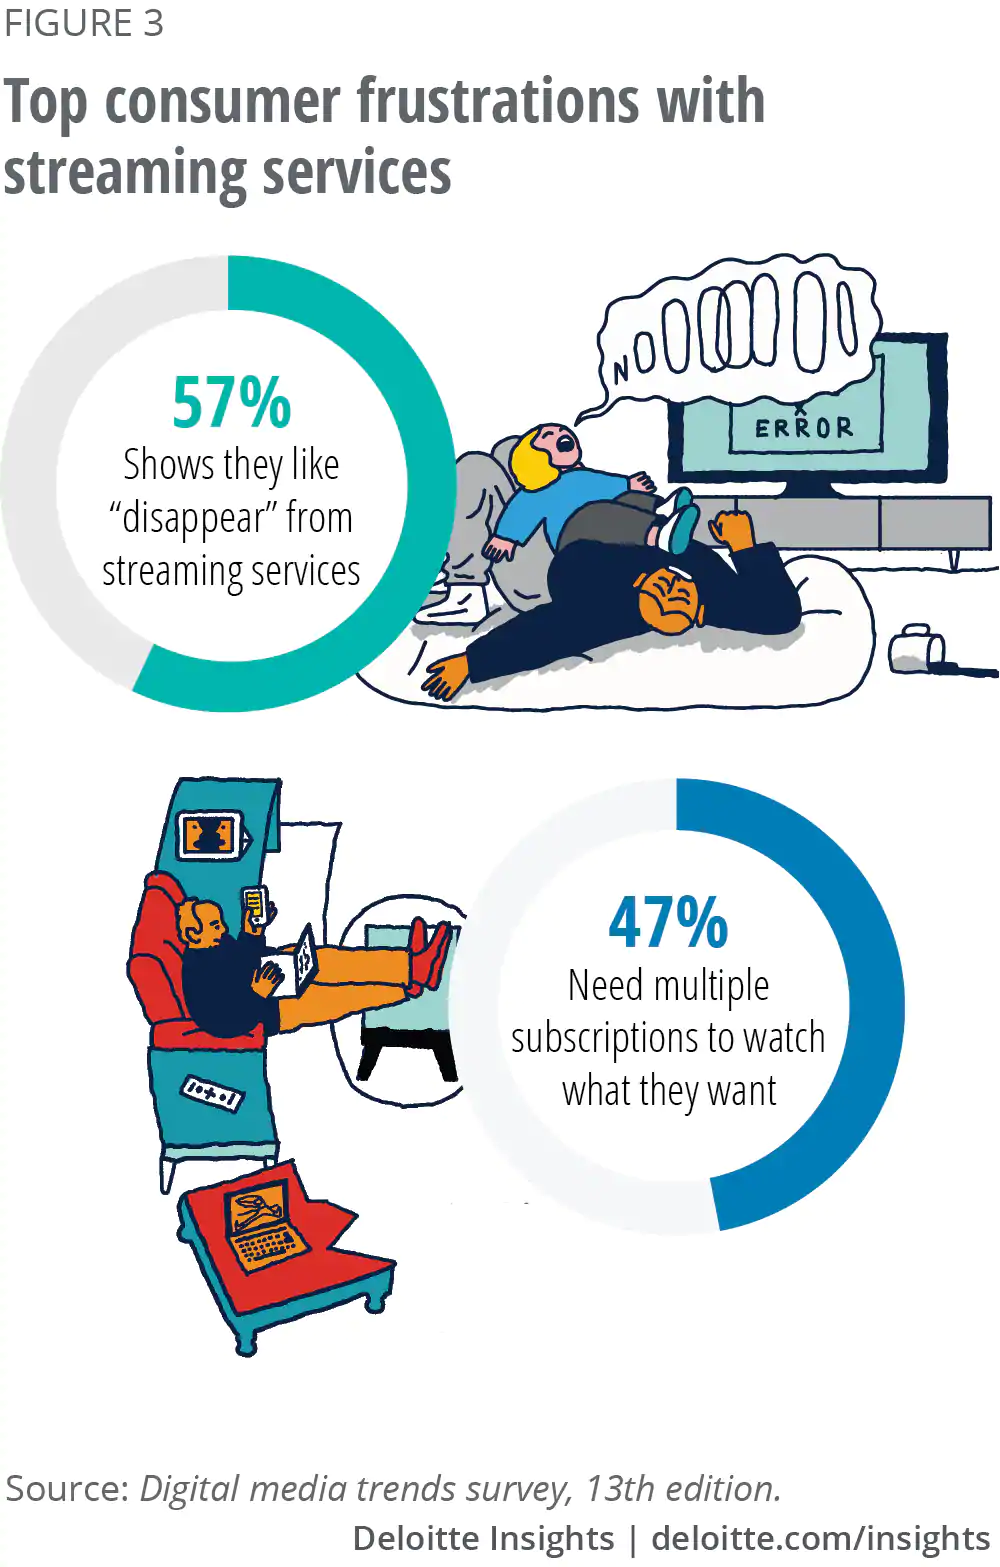 FIGURE 3
Top consumer frustrations with
streaming services
57%
Shows they like
“disappear” from
streaming services
NOOOOOOO
ERROR
47%
Need multiple
subscriptions to watch
what they want
Source: Digital media trends survey, 13th edition.
Deloitte Insights | deloitte.com/insights